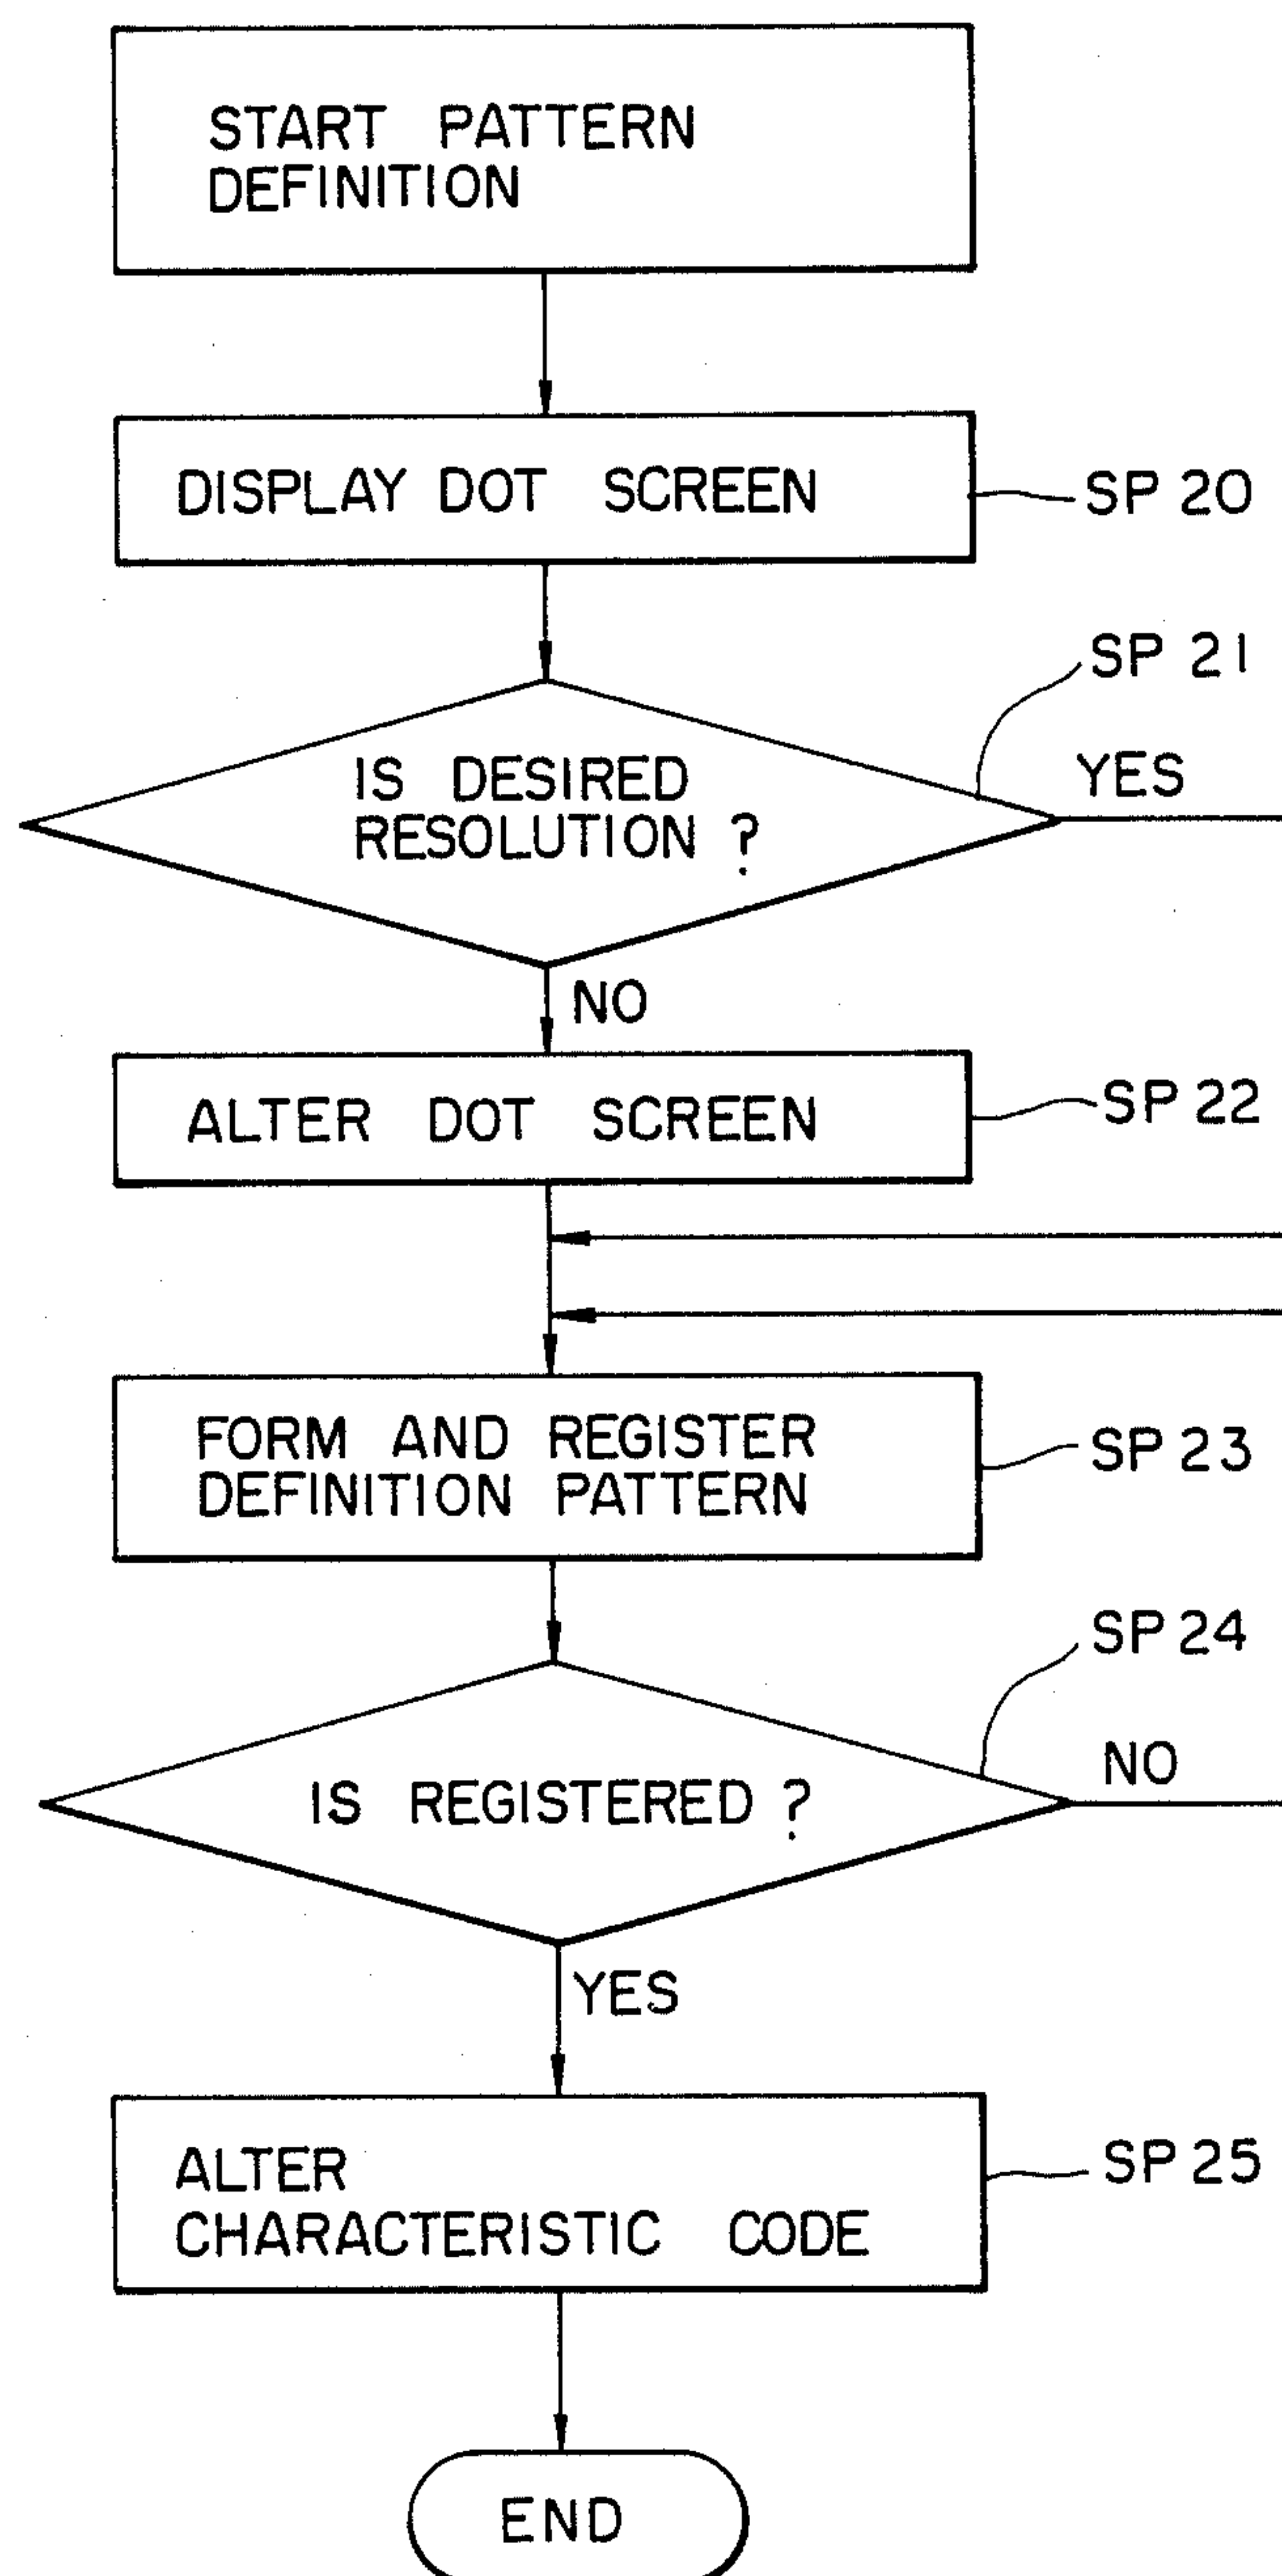 START PATTERN
DEFINITION
DISPLAY DOT SCREEN
SP 20
SP 21
IS DESIRED
RESOLUTION ?
YES
NO
ALTER DOT SCREEN
SP 22
FORM AND REGISTER
DEFINITION PATTERN
SP 23
SP 24
IS REGISTERED ?
NO
YES
ALTER
CHARACTERISTIC CODE
SP 25
END